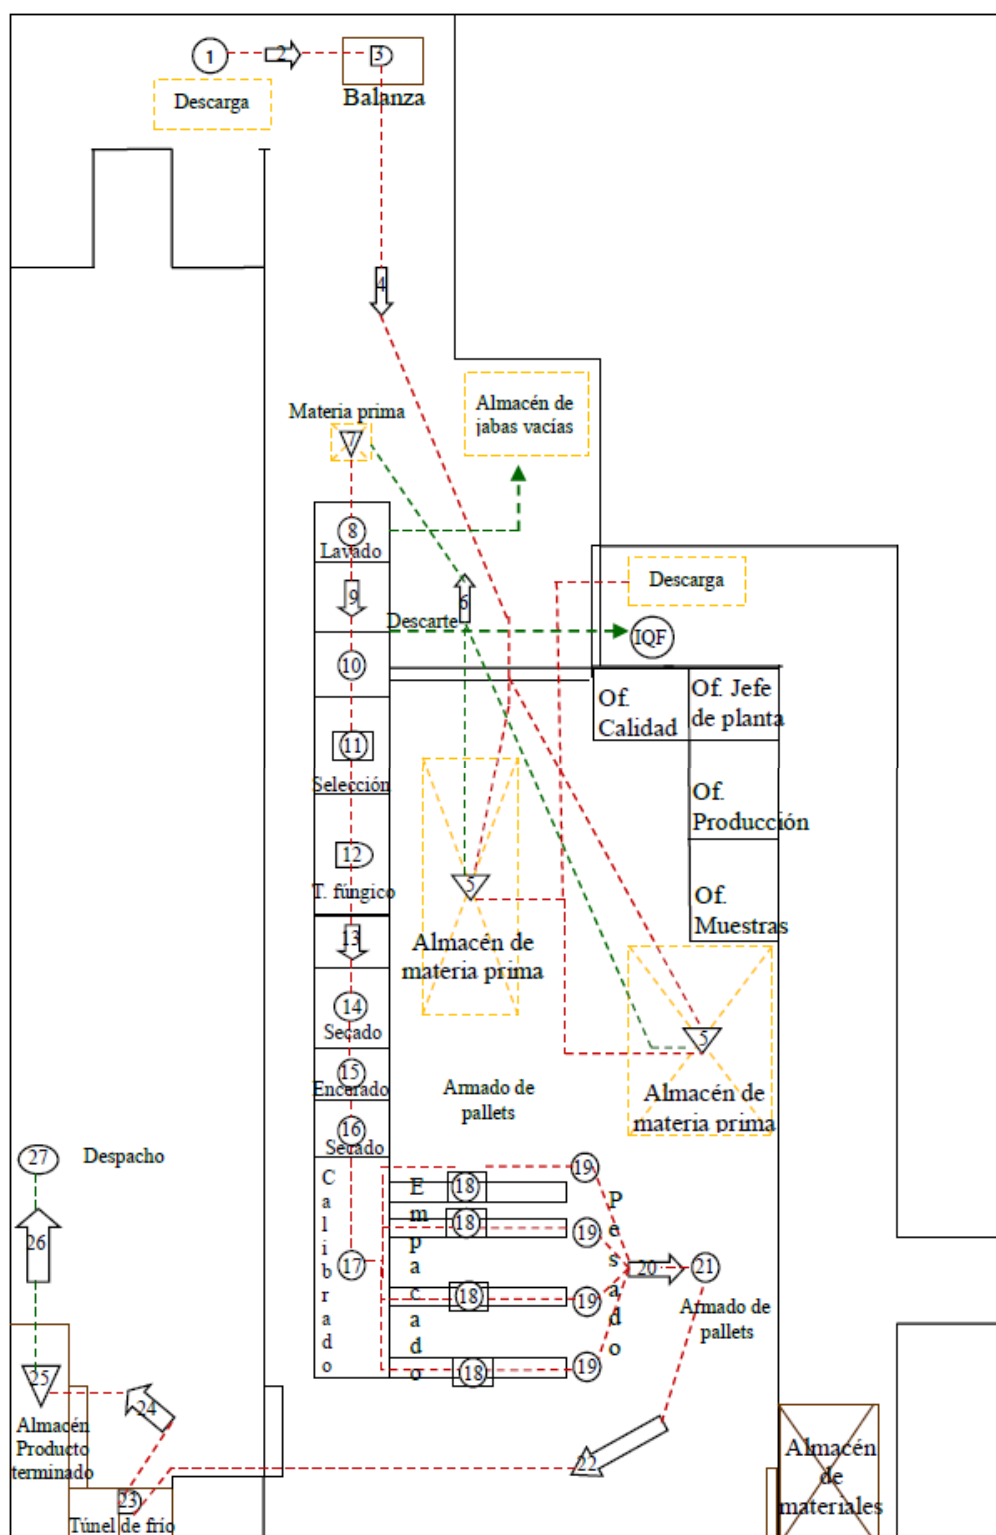 1
2
3
Descarga
Balanza
4
Materia prima
7
Almacén de
jabas vacías
8
Lavado
9
6
Descarte
Descarga
IQF
10
Of.
Calidad
Of. Jefe
de planta
11
Selección
Of.
Producción
12
T. fúngico
5
Of.
Muestras
13
Almacén de
materia prima
14
Secado
5
15
Encerado
Armado de
pallets
Almacén de
materia prima
16
Secado
27
Despacho
Calibrado
Empacado
18
18
18
18
19
19
19
19
Pesado
17
20
21
26
Armado de
pallets
25
24
Almacén
Producto
terminado
22
23
Túnel de frío
Almacén
de
materiales